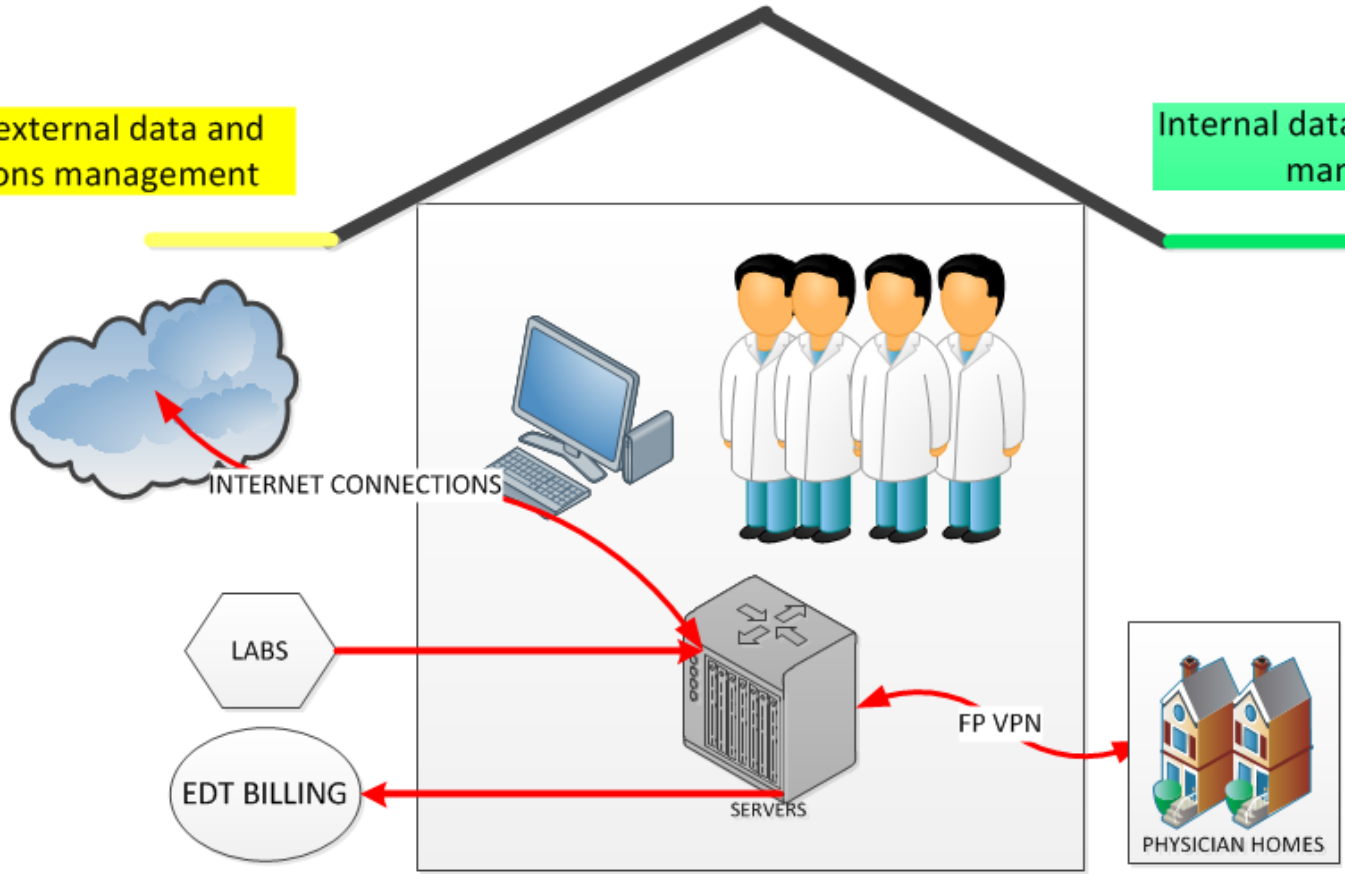 external data and
ons management
Internal data
man
INTERNET CONNECTIONS
LABS
FP VPN
EDT BILLING
SERVERS
PHYSICIAN HOMES